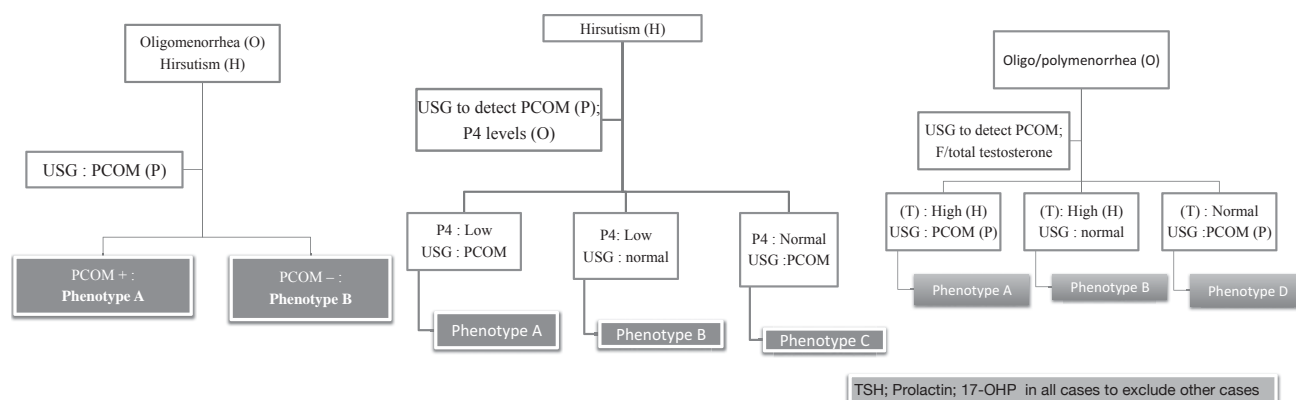 Oligomenorrhea (O)
Hirsutism (H)
USG : PCOM (P)
PCOM + :
Phenotype A
PCOM – :
Phenotype B
Hirsutism (H)
USG to detect PCOM (P);
P4 levels (O)
P4 : Low
USG : PCOM
P4: Low
USG : normal
P4 : Normal
USG :PCOM
Phenotype A
Phenotype B
Phenotype C
Oligo/polymenorrhea (O)
USG to detect PCOM;
F/total testosterone
(T) : High (H)
USG : PCOM (P)
(T): High (H)
USG : normal
(T) : Normal
USG :PCOM (P)
Phenotype A
Phenotype B
Phenotype D
TSH; Prolactin; 17-OHP in all cases to exclude other cases